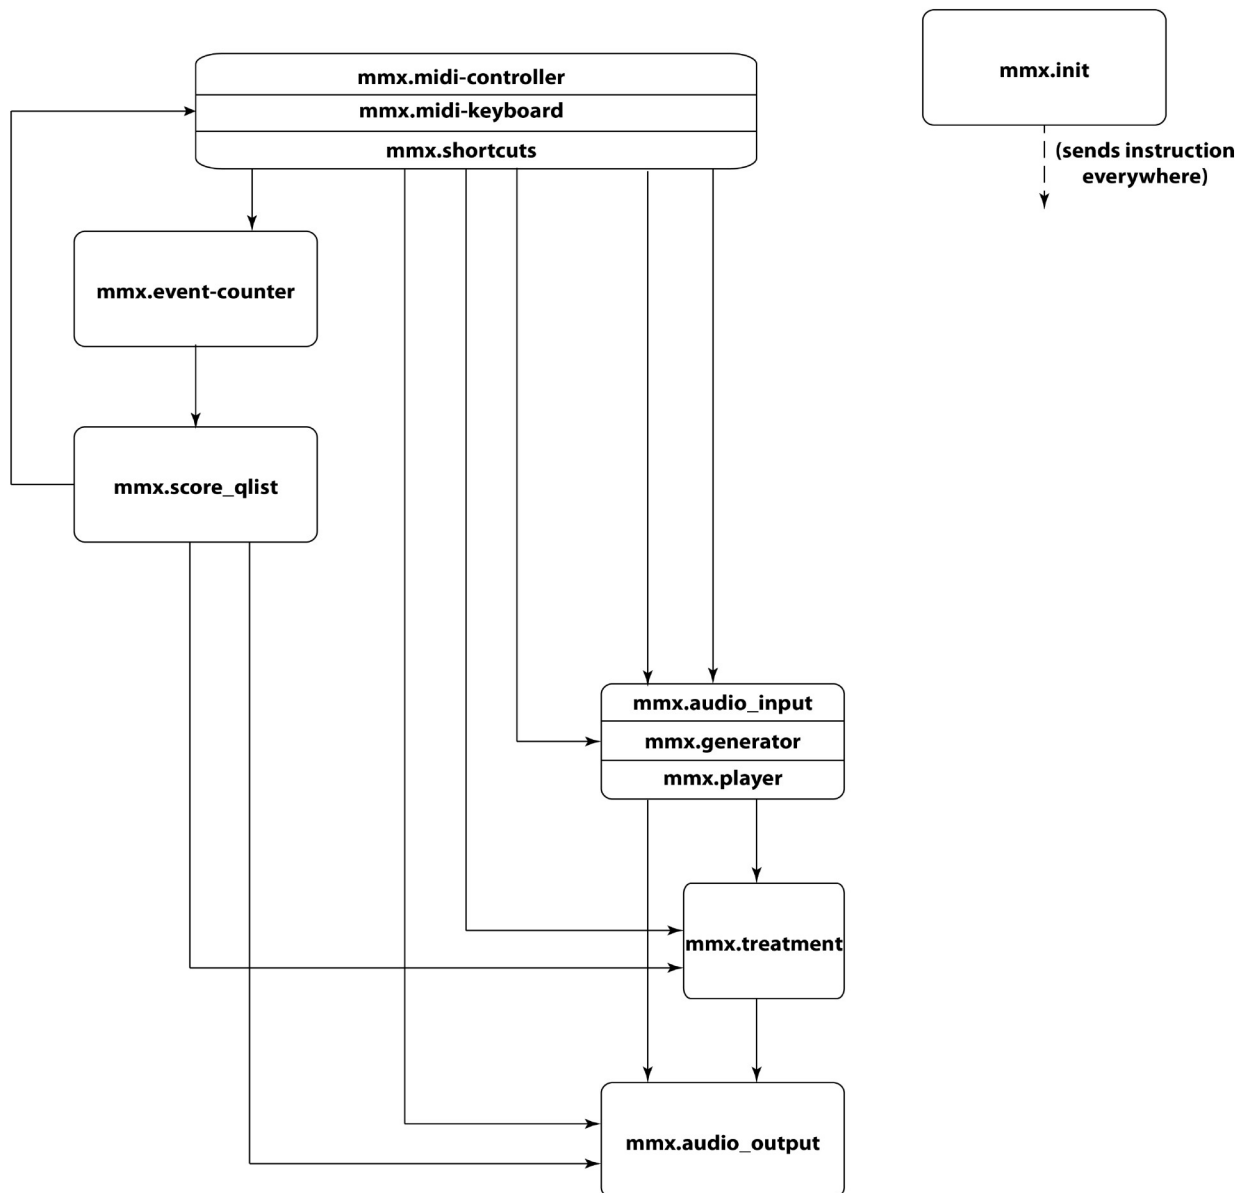 mmx.init
(sends instruction
everywhere)
mmx.midi-controller
mmx.midi-keyboard
mmx.shortcuts
mmx.event-counter
mmx.score_qlist
mmx.audio_input
mmx.generator
mmx.player
mmx.treatment
mmx.audio_output